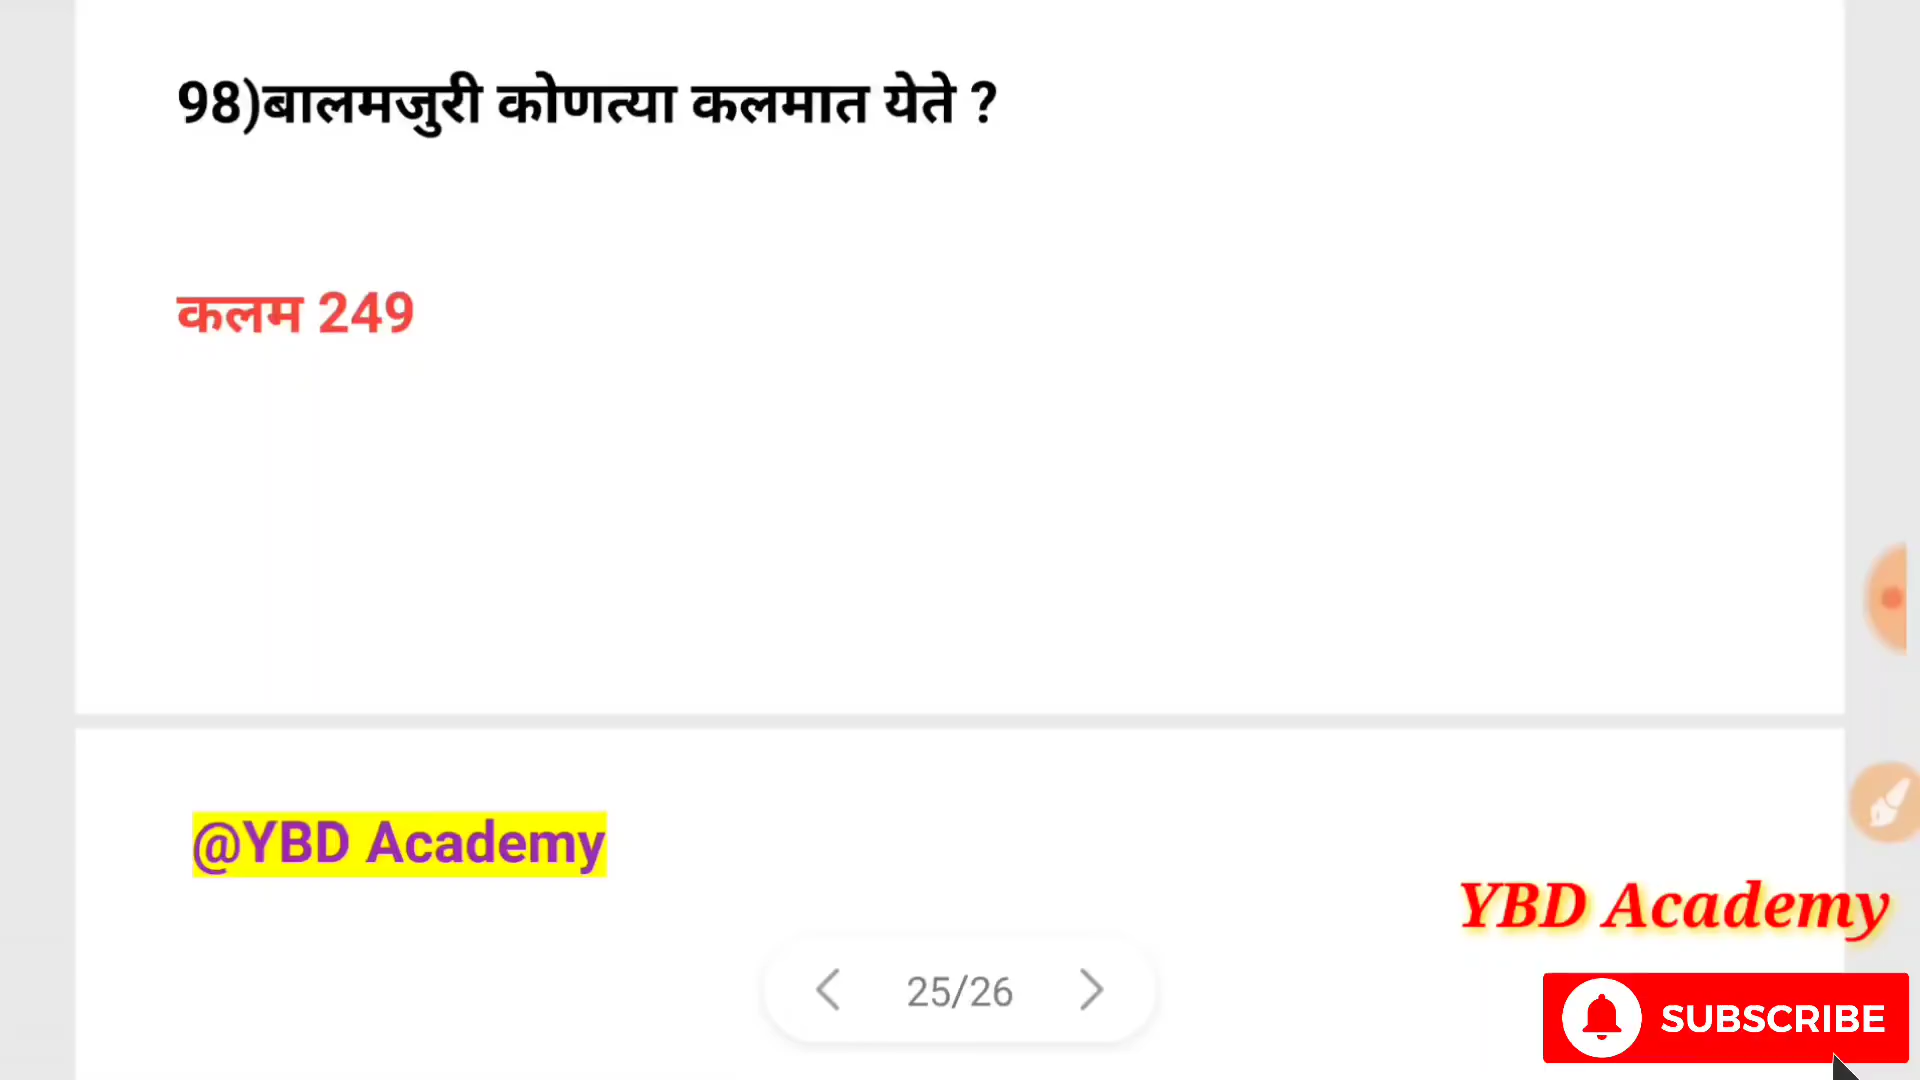 98)बालमजुरी कोणत्या कलमात येते ?
कलम 249
@YBD Academy
YBD Academy
25/26
SUBSCRIBE